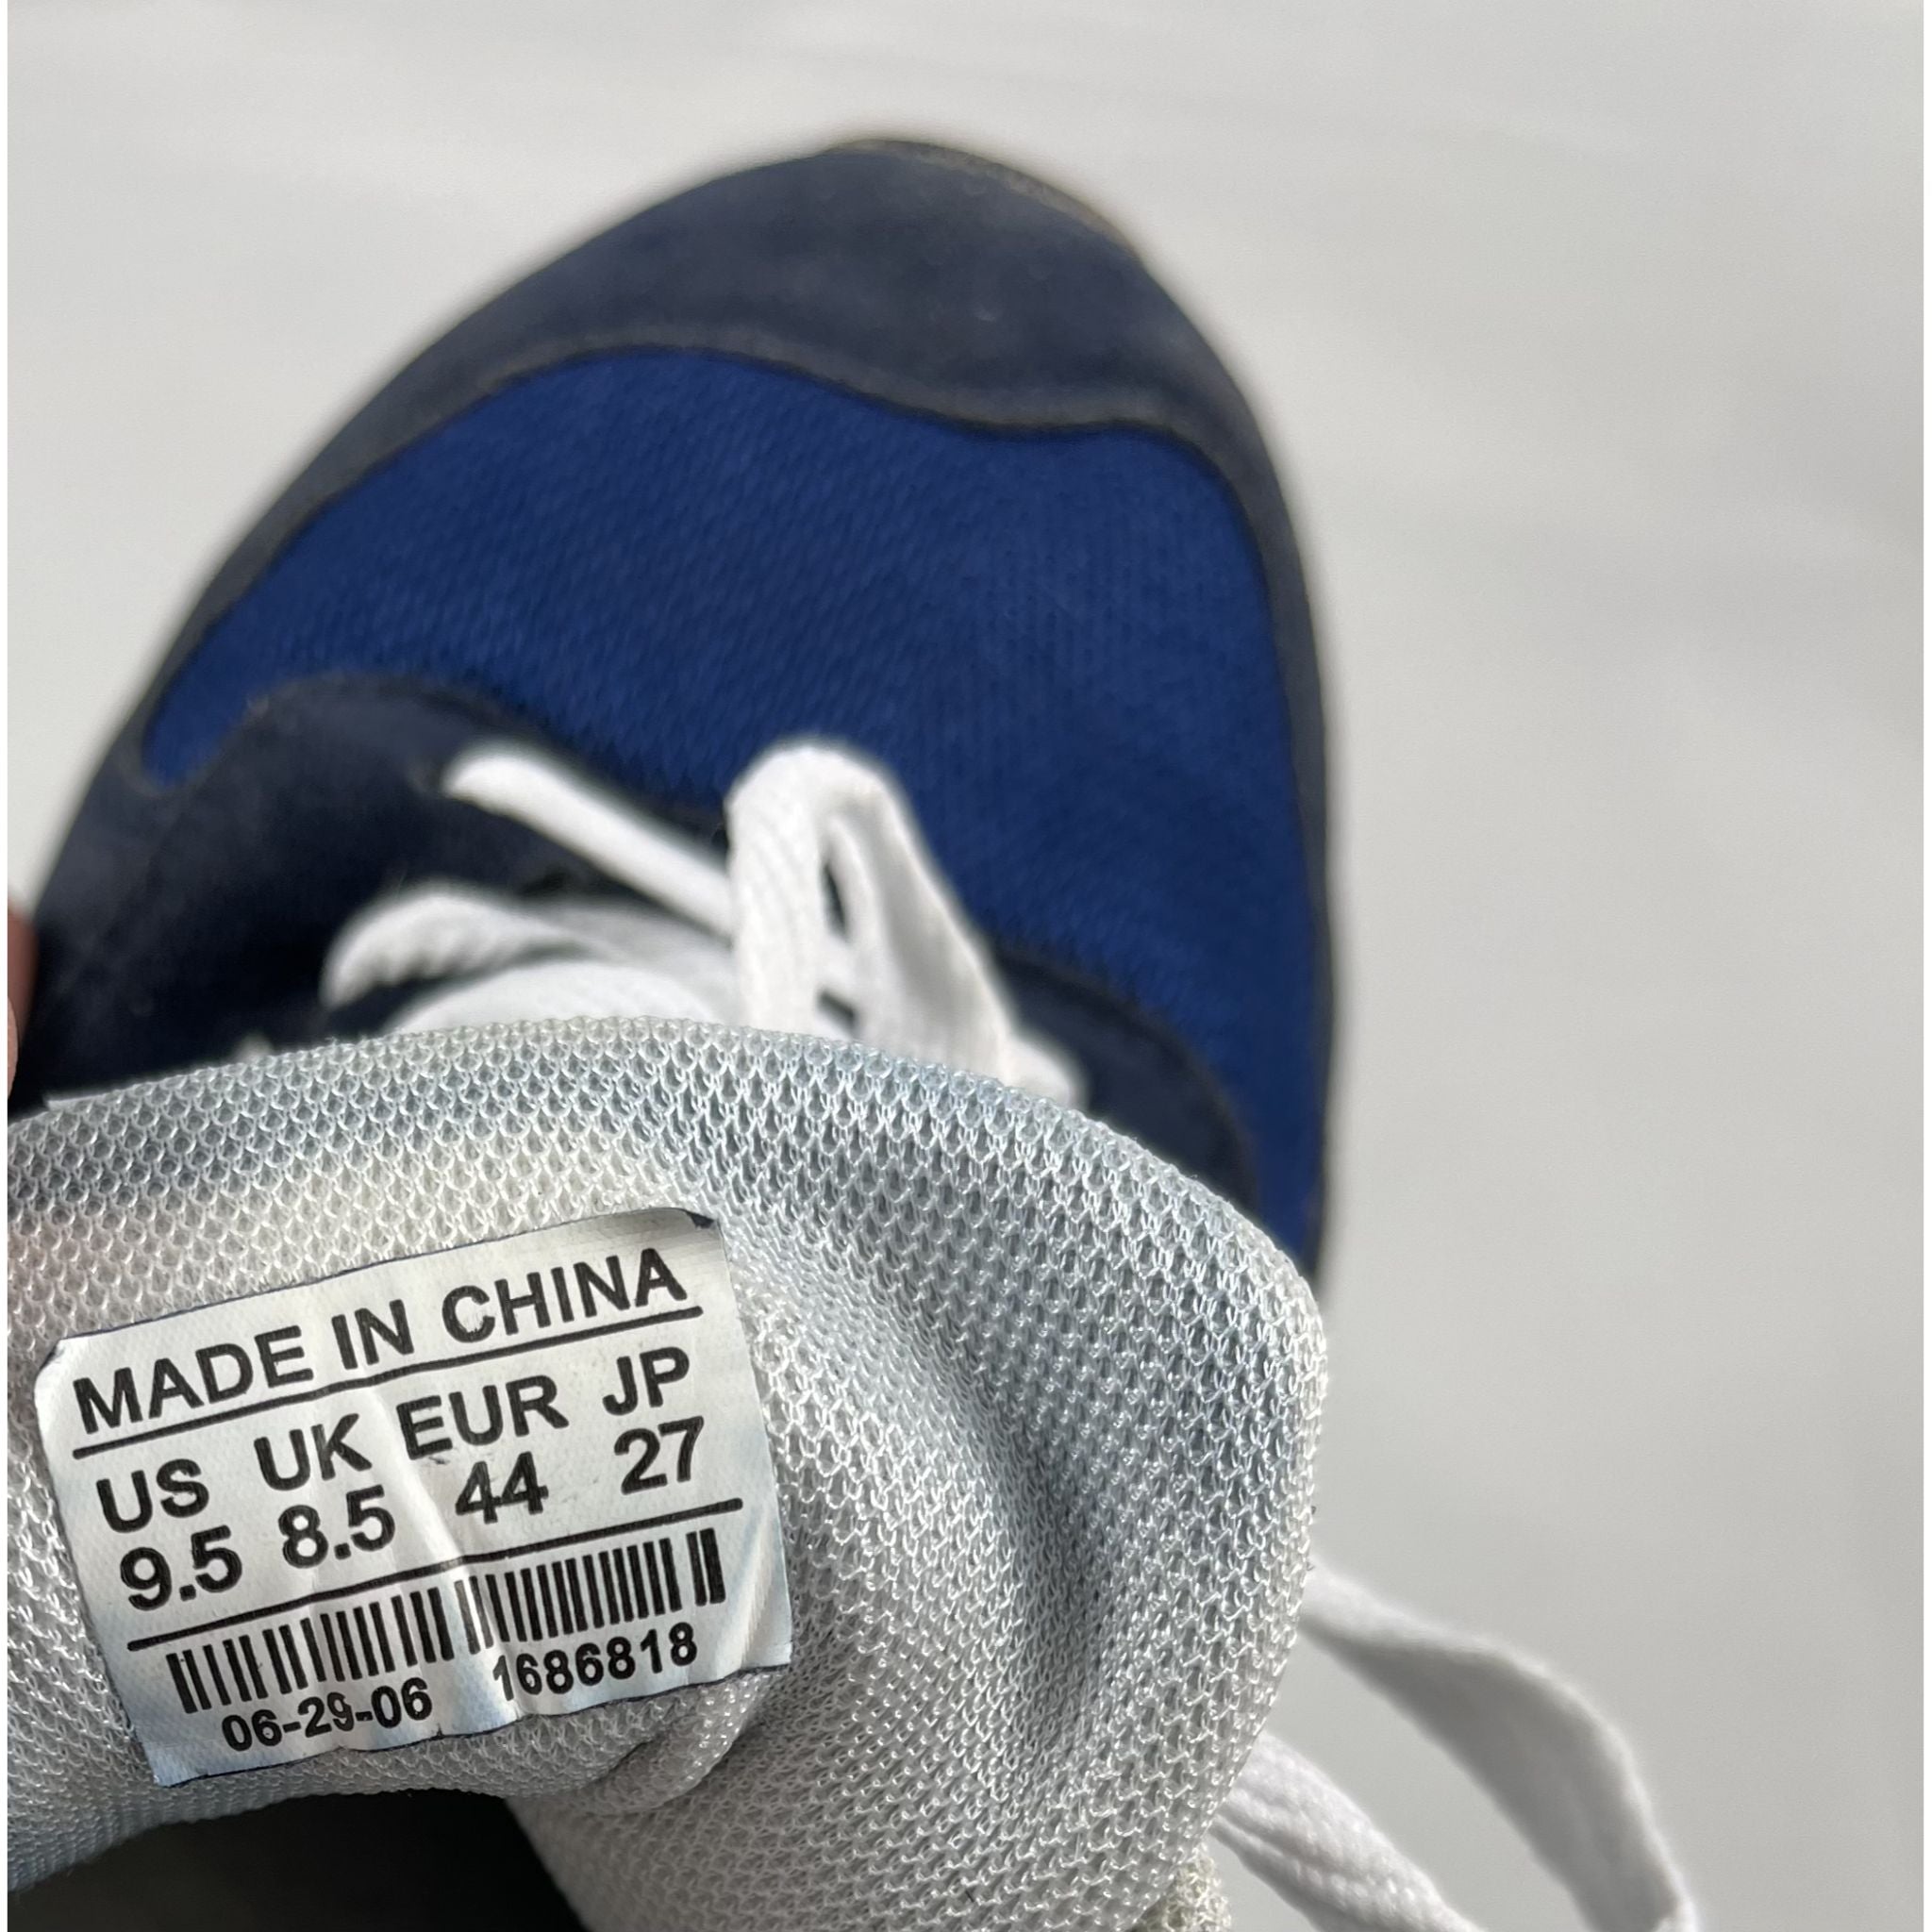 MADE IN CHINA
US UK EUR JP
9.5 8.5 44 27
06-29-06 1686818